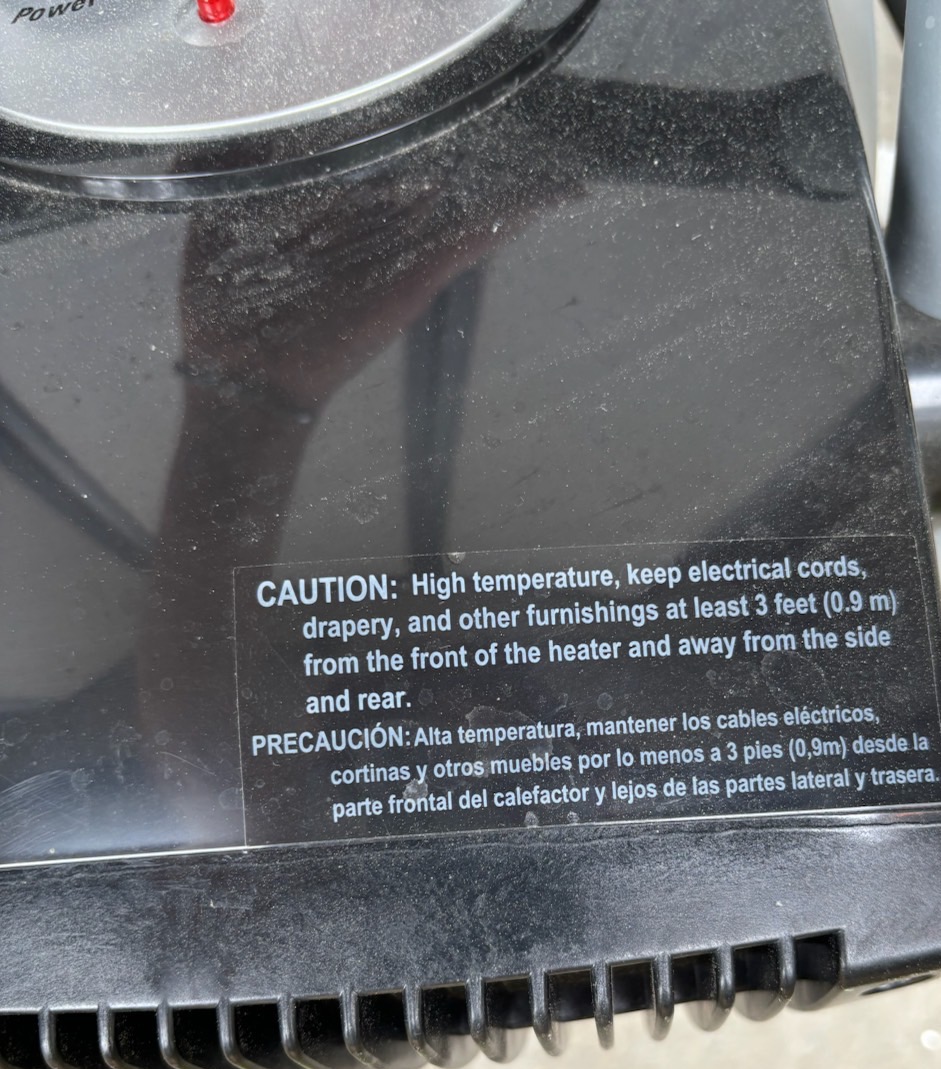 Power
CAUTION: High temperature, keep electrical cords,
drapery, and other furnishings at least 3 feet (0.9 m)
from the front of the heater and away from the side
and rear.
PRECAUCIÓN: Alta temperatura, mantener los cables eléctricos,
cortinas y otros muebles por lo menos a 3 pies (0,9m) desde la
parte frontal del calefactor y lejos de las partes lateral y trasera.